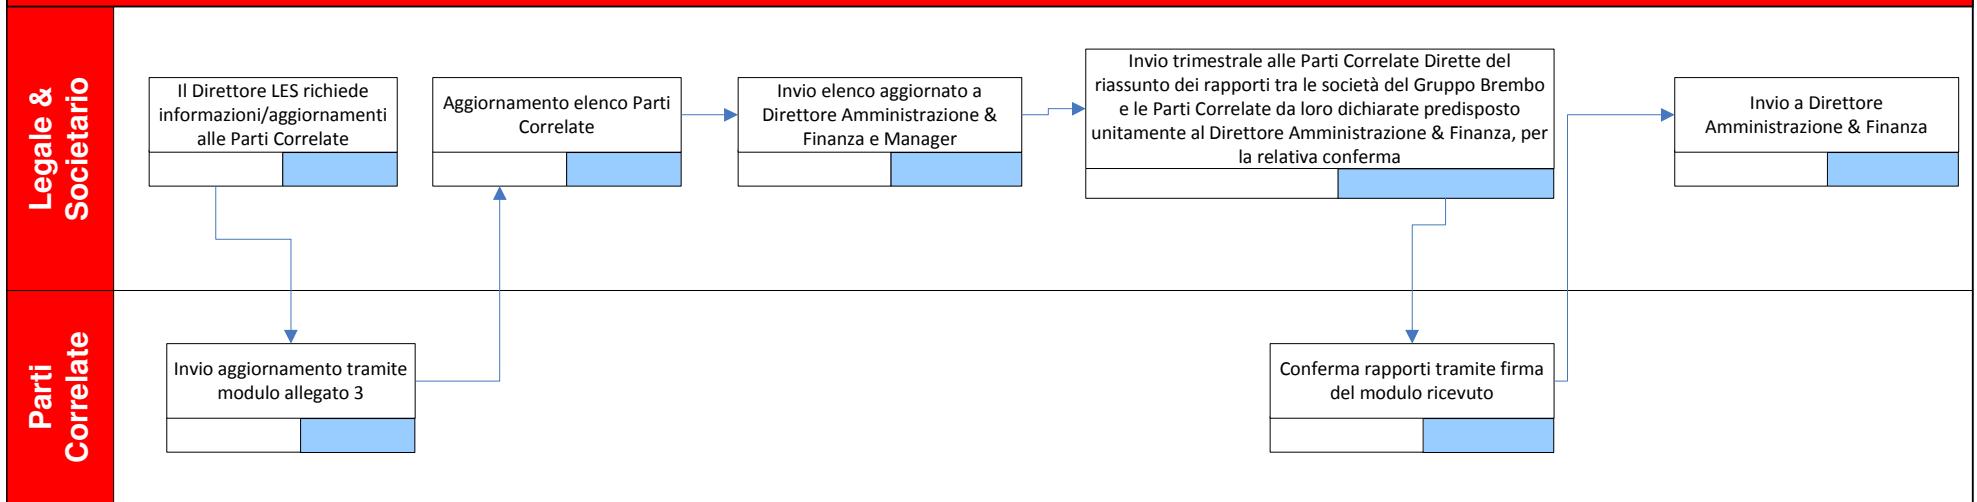 Legale &
Societario
Il Direttore LES richiede
informazioni/aggiornamenti
alle Parti Correlate
Aggiornamento elenco Parti
Correlate
Invio elenco aggiornato a
Direttore Amministrazione &
Finanza e Manager
Invio trimestrale alle Parti Correlate Dirette del
riassunto dei rapporti tra le società del Gruppo Brembo
e le Parti Correlate da loro dichiarate predisposto
unitamente al Direttore Amministrazione & Finanza, per
la relativa conferma
Invio a Direttore
Amministrazione & Finanza
Parti
Correlate
Invio aggiornamento tramite
modulo allegato 3
Conferma rapporti tramite firma
del modulo ricevuto